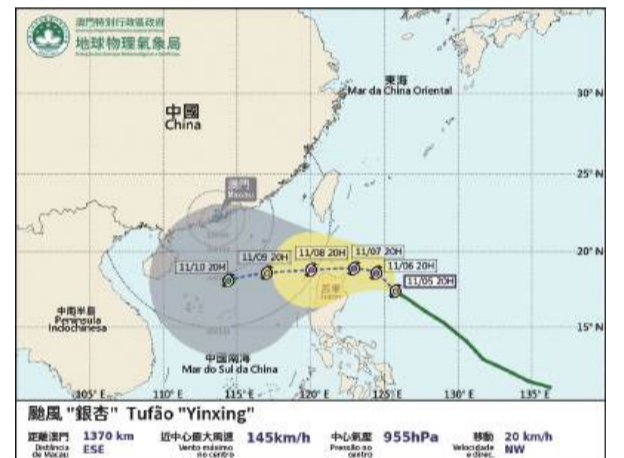 澳門特別行政區政府
地球物理氣象局
東海
Mar da China Oriental
中國
China
30° N
25° N
澳門
Macau
20° N
11/10 20H
11/09 20H
11/08 20H
11/07 20H
11/06 20H
11/05 20H
呂宋
Luzon
中南半島
Península
Indochinesa
15° N
中國南海
Mar do Sul da China
105° E
110° E
115° E
120° E
125° E
130° E
135° E
颱風 "銀杏" Tufão "Yinxing"
距離澳門 1370 km 近中心最大風速 145km/h 中心氣壓 955hPa 移動 20 km/h
Distância de Macau ESE Vento máximo no centro Pressão no centro Velocidade e direc. NW